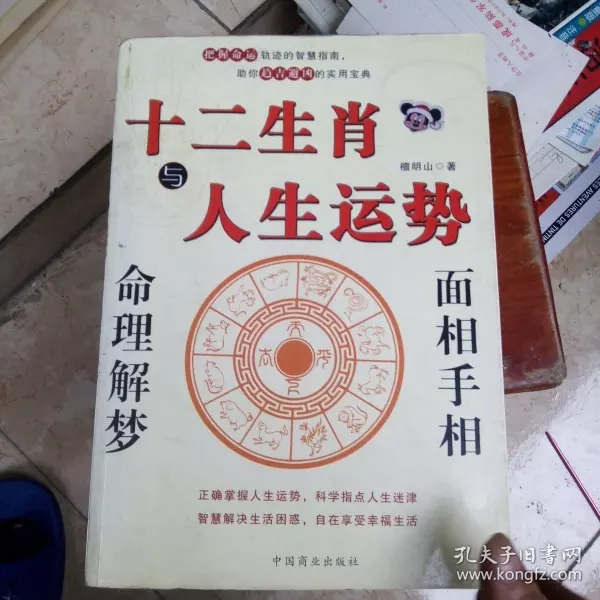 把握命运轨迹的智慧指南,
助你趋吉避凶的实用宝典
十二生肖
与
人生运势
檀明山◇著
命理解梦
面相手相
正确掌握人生运势,科学指点人生迷津
智慧解决生活困惑,自在享受幸福生活
中国商业出版社
ADVENTURES DE TINTIN
孔夫子旧书网
www.kongfz.com